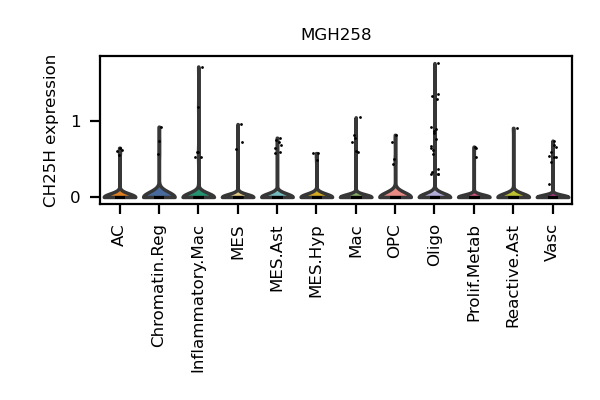 MGH258
CH25H expression
1
0
AC
Chromatin.Reg
Inflammatory.Mac
MES
MES.Ast
MES.Hyp
Mac
OPC
Oligo
Prolif.Metab
Reactive.Ast
Vasc